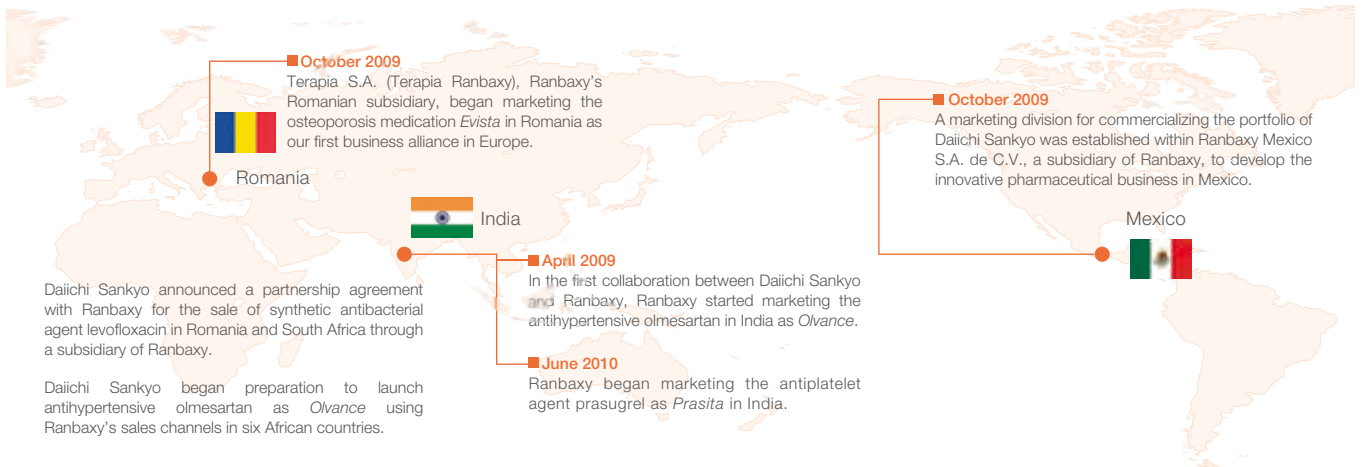 October 2009
Terapia S.A. (Terapia Ranbaxy), Ranbaxy's
Romanian subsidiary, began marketing the
osteoporosis medication Evista in Romania as
our first business alliance in Europe.
Romania
India
Daiichi Sankyo announced a partnership agreement
with Ranbaxy for the sale of synthetic antibacterial
agent levofloxacin in Romania and South Africa through
a subsidiary of Ranbaxy.
Daiichi Sankyo began preparation to launch
antihypertensive olmesartan as Olvance using
Ranbaxy's sales channels in six African countries.
April 2009
In the first collaboration between Daiichi Sankyo
and Ranbaxy, Ranbaxy started marketing the
antihypertensive olmesartan in India as Olvance.
June 2010
Ranbaxy began marketing the antiplatelet
agent prasugrel as Prasita in India.
October 2009
A marketing division for commercializing the portfolio of
Daiichi Sankyo was established within Ranbaxy Mexico
S.A. de C.V., a subsidiary of Ranbaxy, to develop the
innovative pharmaceutical business in Mexico.
Mexico